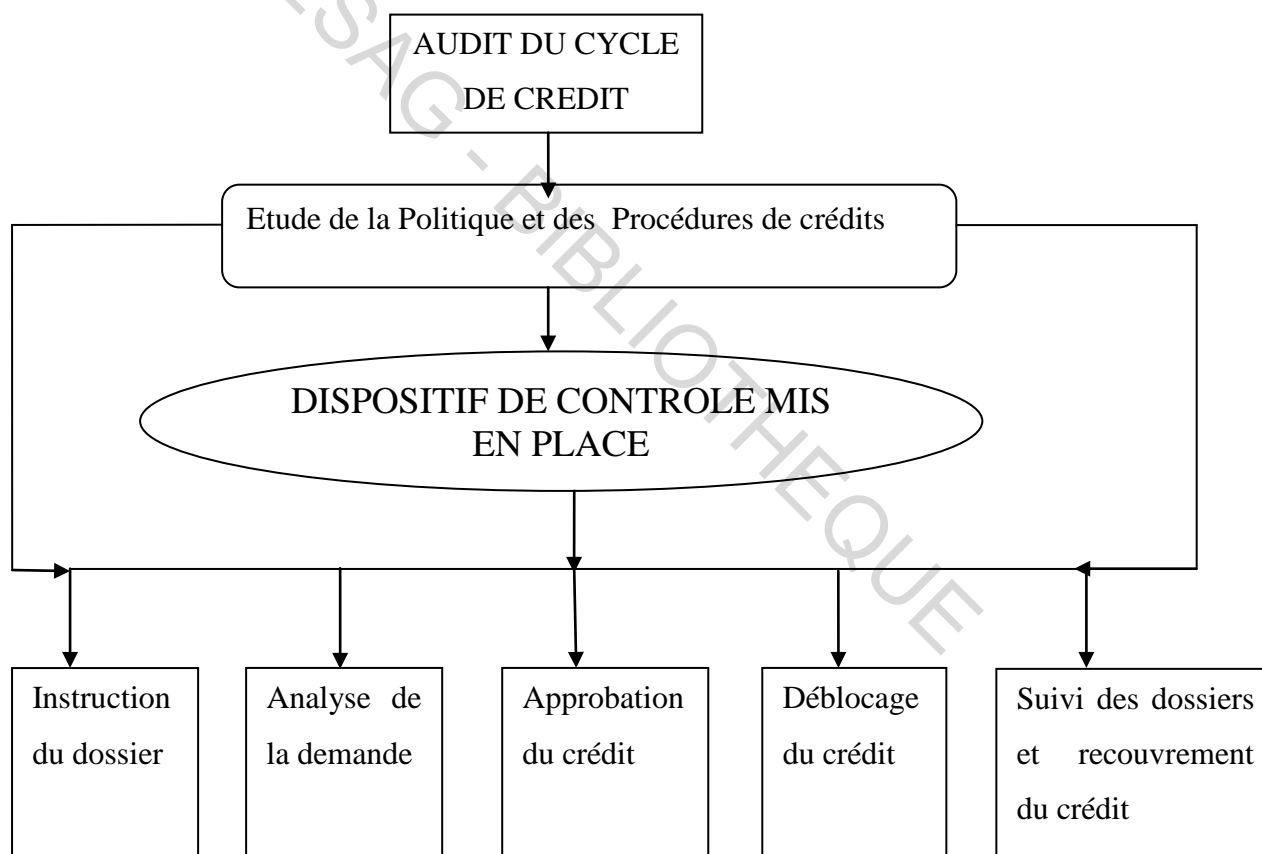 AUDIT DU CYCLE
DE CREDIT
Etude de la Politique et des Procédures de crédits
DISPOSITIF DE CONTROLE MIS
EN PLACE
Instruction
du dossier
Analyse de
la demande
Approbation
du crédit
Déblocage
du crédit
Suivi des dossiers
et recouvrement
du crédit
ESAG - BIBLIOTHEQUE